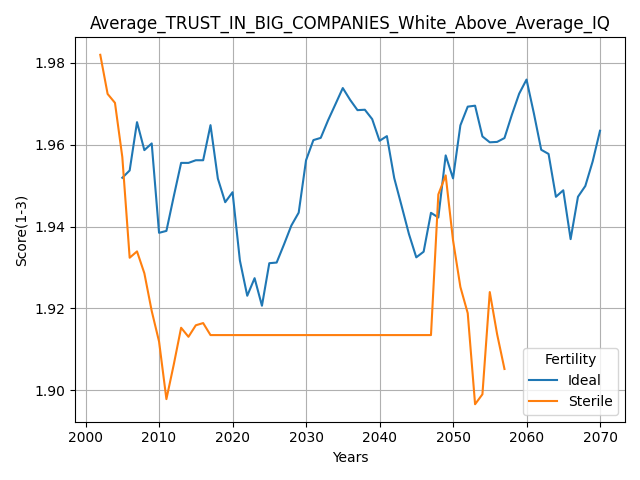 Average_TRUST_IN_BIG_COMPANIES_White_Above_Average_IQ
1.98
1.96
1.94
1.92
1.90
Score(1-3)
2000 2010 2020 2030 2040 2050 2060 2070
Years
Fertility
Ideal
Sterile